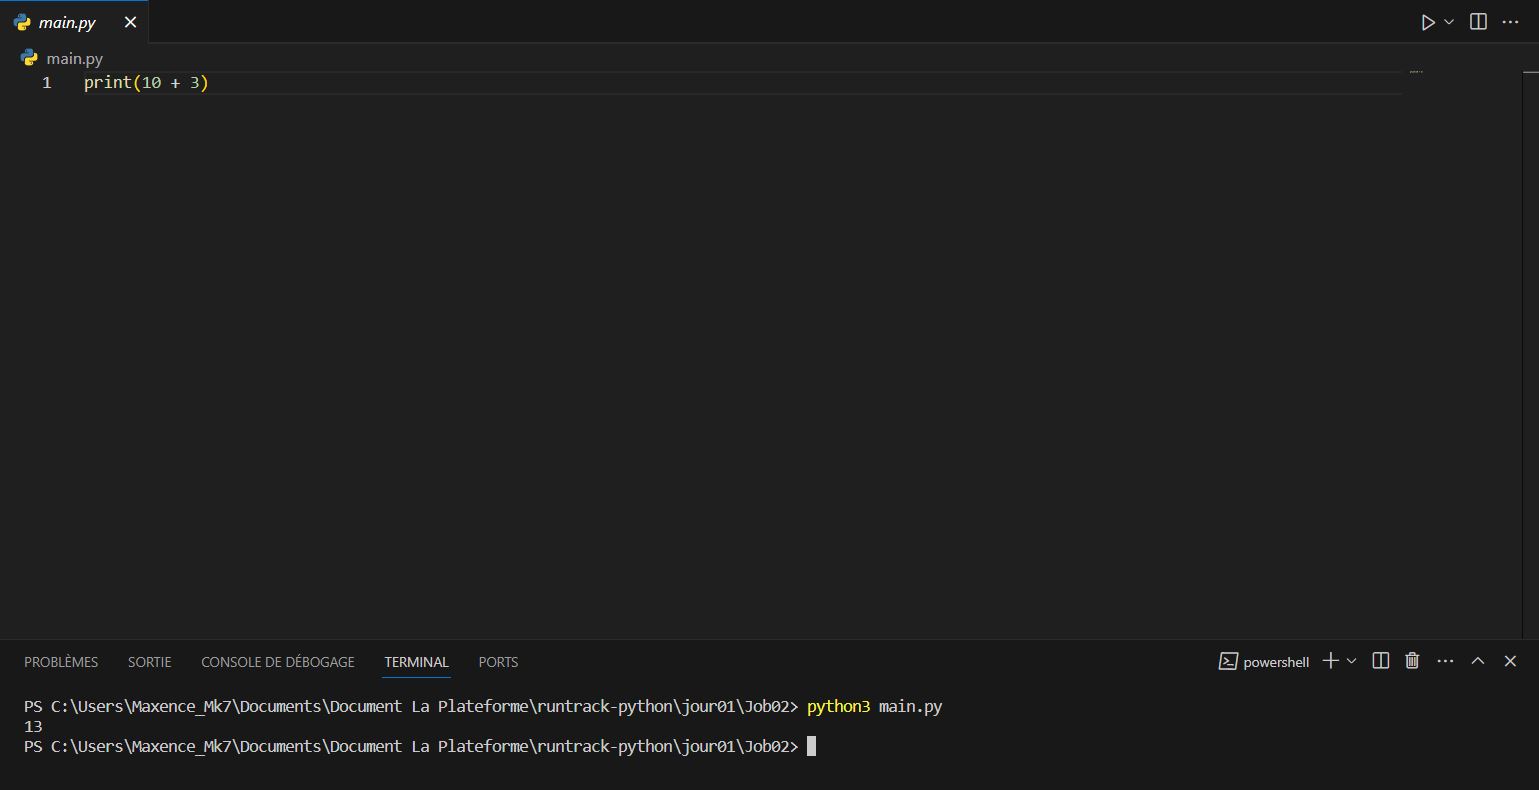 main.py
main.py
1 print(10 + 3)
PROBLÈMES SORTIE CONSOLE DE DÉBOGAGE TERMINAL PORTS powershell
PS C:\Users\Maxence_Mk7\Documents\Document La Plateforme\runtrack-python\jour01\Job02> python3 main.py
13
PS C:\Users\Maxence_Mk7\Documents\Document La Plateforme\runtrack-python\jour01\Job02>